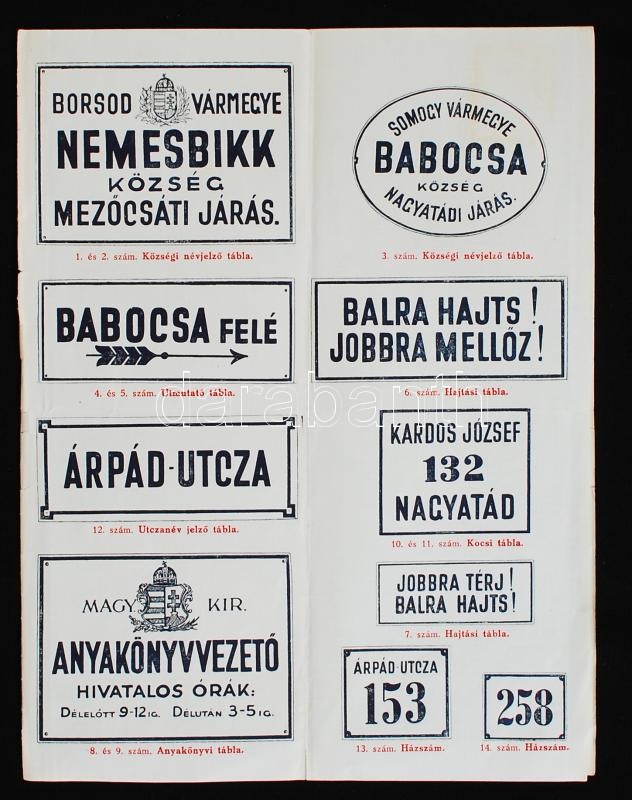 BORSOD VÁRMEGYE
NEMESBIKK
KÖZSÉG
MEZŐCSÁTI JÁRÁS.
1. és 2. szám. Községi névjelző tábla.
SOMOGY VÁRMEGYE
BABOCSA
KÖZSÉG
NAGYATÁDI JÁRÁS.
3. szám. Községi névjelző tábla.
BABOCSA FELÉ
4. és 5. szám. Útmutató tábla.
BALRA HAJTS!
JOBBRA MELLŐZ!
6. szám. Hajtási tábla.
darabanth
ÁRPÁD-UTCZA
12. szám. Utczanév jelző tábla.
KARDOS JÓZSEF
132
NAGYATÁD
10. és 11. szám. Kocsi tábla.
MAGY. KIR.
ANYAKÖNYVVEZETŐ
HIVATALOS ÓRÁK:
DÉLELŐTT 9-12IG. DÉLUTÁN 3-5IG.
8. és 9. szám. Anyakönyvi tábla.
JOBBRA TÉRJ!
BALRA HAJTS!
7. szám. Hajtási tábla.
ÁRPÁD-UTCZA
153
13. szám. Házszám.
258
14. szám. Házszám.